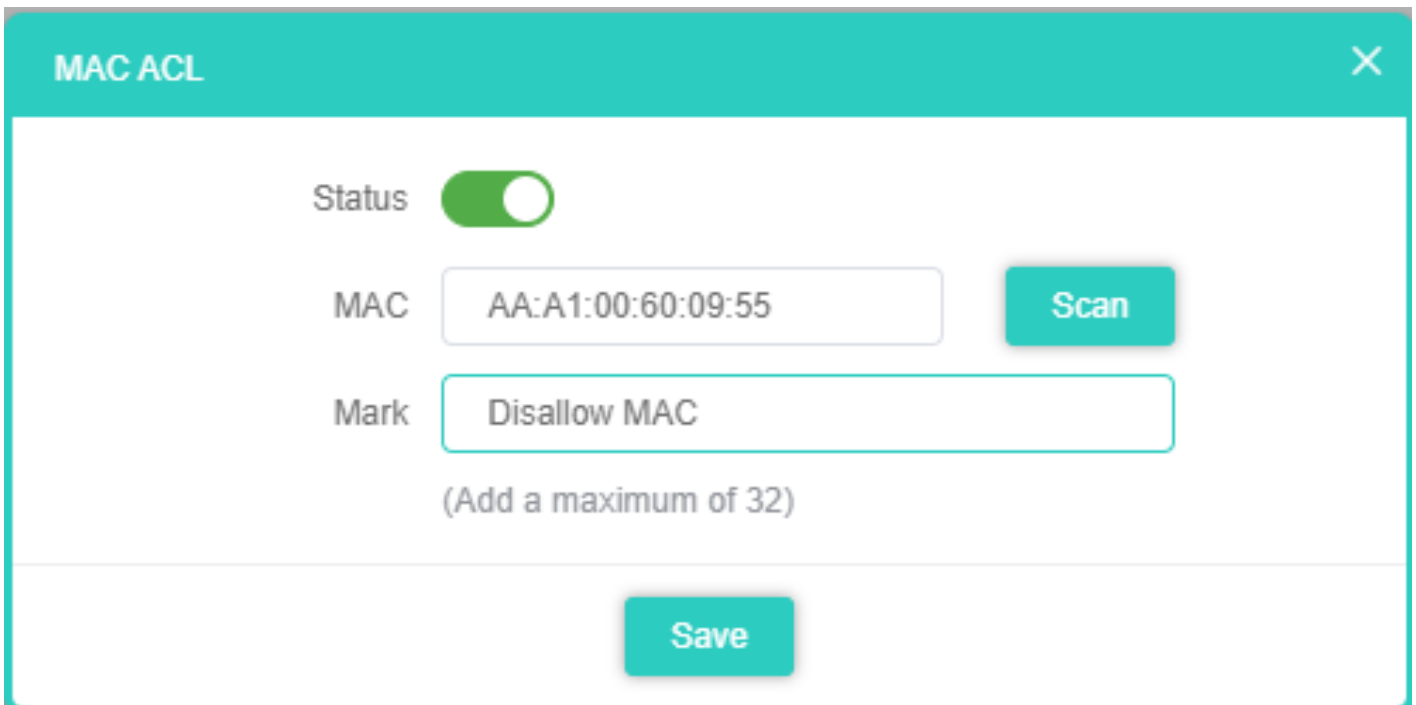 MAC ACL
Status
MAC AA:A1:00:60:09:55 Scan
Mark Disallow MAC
(Add a maximum of 32)
Save